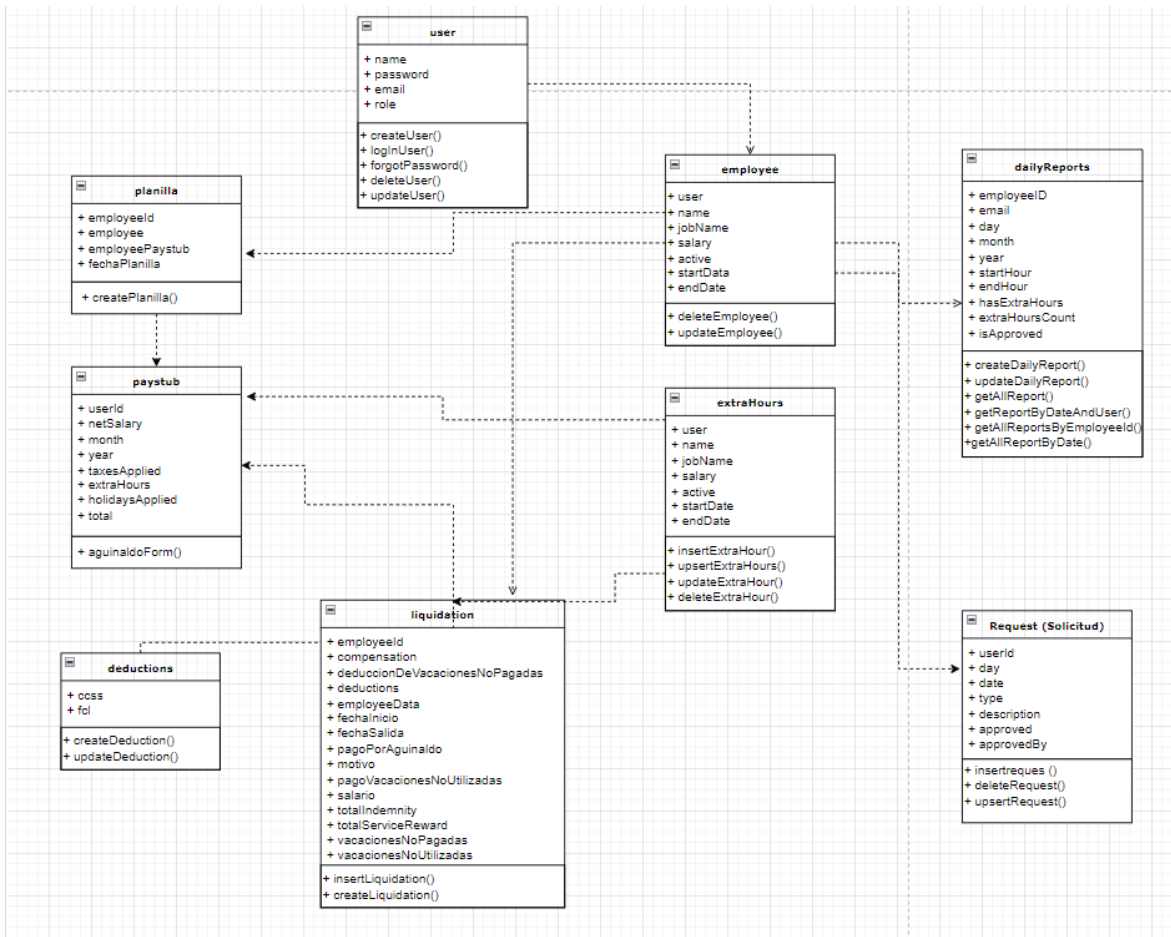 user
+ name
+ password
+ email
+ role
+ createUser()
+ logInUser()
+ forgotPassword()
+ deleteUser()
+ updateUser()
planilla
+ employeeId
+ employee
+ employeePaystub
+ fechaPlanilla
+ createPlanilla()
employee
+ user
+ name
+ jobName
+ salary
+ active
+ startData
+ endDate
+ deleteEmployee()
+ updateEmployee()
dailyReports
+ employeeID
+ email
+ day
+ month
+ year
+ startHour
+ endHour
+ hasExtraHours
+ extraHoursCount
+ isApproved
+ createDailyReport()
+ updateDailyReport()
+ getAllReport()
+ getReportByDateAndUser()
+ getAllReportsByEmployeeId()
+getAllReportByDate()
paystub
+ userId
+ netSalary
+ month
+ year
+ taxesApplied
+ extraHours
+ holidaysApplied
+ total
+ aguinaldoForm()
extraHours
+ user
+ name
+ jobName
+ salary
+ active
+ startDate
+ endDate
+ insertExtraHour()
+ upsertExtraHours()
+ updateExtraHour()
+ deleteExtraHour()
deductions
+ ccss
+ fcl
+ createDeduction()
+ updateDeduction()
liquidation
+ employeeId
+ compensation
+ deduccionDeVacacionesNoPagadas
+ deductions
+ employeeData
+ fechaInicio
+ fechaSalida
+ pagoPorAguinaldo
+ motivo
+ pagoVacacionesNoUtilizadas
+ salario
+ totalIndemnity
+ totalServiceReward
+ vacacionesNoPagadas
+ vacacionesNoUtilizadas
+ insertLiquidation()
+ createLiquidation()
Request (Solicitud)
+ userId
+ day
+ date
+ type
+ description
+ approved
+ approvedBy
+ insertreques ()
+ deleteRequest()
+ upsertRequest()